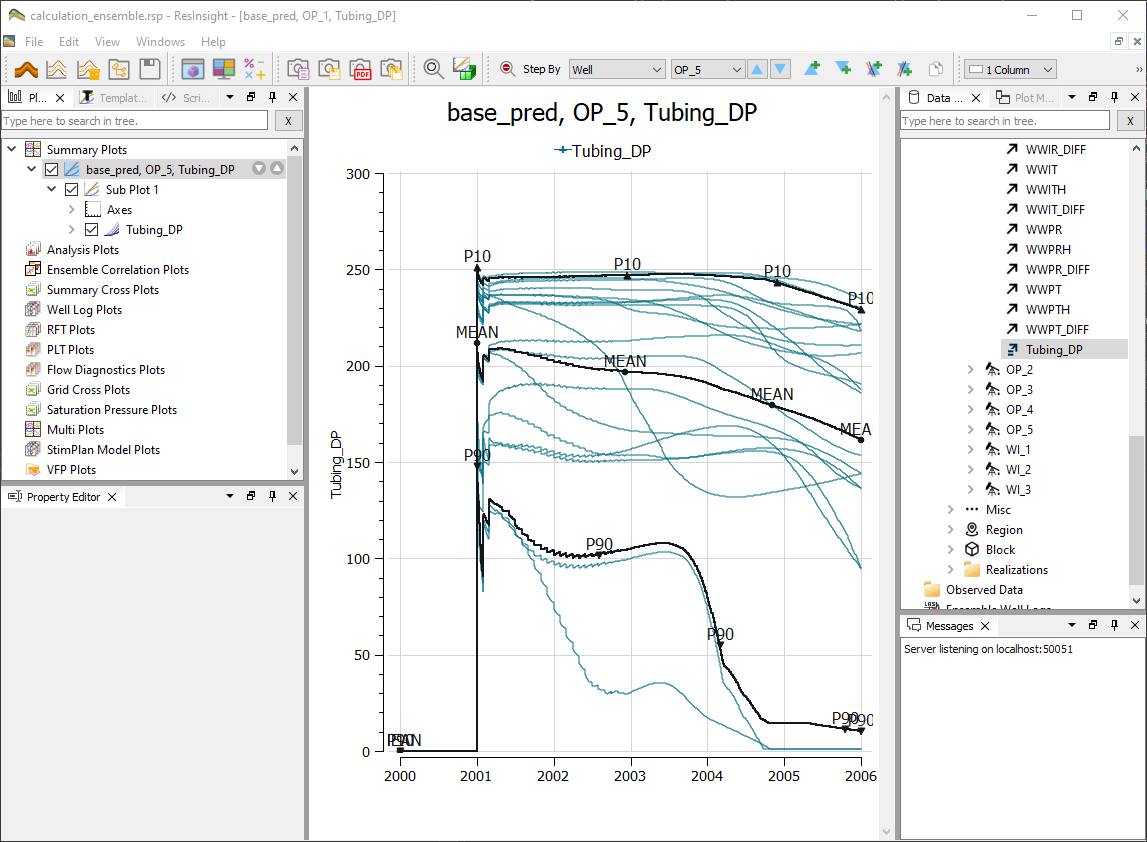 calculation_ensemble.rsp - ResInsight - [base_pred, OP_1, Tubing_DP]
File Edit View Windows Help
PDF
Step By Well OP_5 1 Column »
Pl... Templat... Scri...
Type here to search in tree. X
Summary Plots
base_pred, OP_5, Tubing_DP
Sub Plot 1
Axes
Tubing_DP
Analysis Plots
Ensemble Correlation Plots
Summary Cross Plots
Well Log Plots
RFT Plots
PLT Plots
Flow Diagnostics Plots
Grid Cross Plots
Saturation Pressure Plots
Multi Plots
StimPlan Model Plots
VFP Plots
Property Editor
base_pred, OP_5, Tubing_DP
Tubing_DP
300
250
200
150
100
50
0
Tubing_DP
P10
P10
P10
P10
MEAN
MEAN
MEAN
MEA
P90
P90
P90
P90
P90
2000 2001 2002 2003 2004 2005 2006
Data ... Plot M...
Type here to search in tree. X
WWIR_DIFF
WWIT
WWITH
WWIT_DIFF
WWPR
WWPRH
WWPR_DIFF
WWPT
WWPTH
WWPT_DIFF
Tubing_DP
OP_2
OP_3
OP_4
OP_5
WI_1
WI_2
WI_3
Misc
Region
Block
Realizations
Observed Data
Ensemble Well Logs
Messages
Server listening on localhost:50051